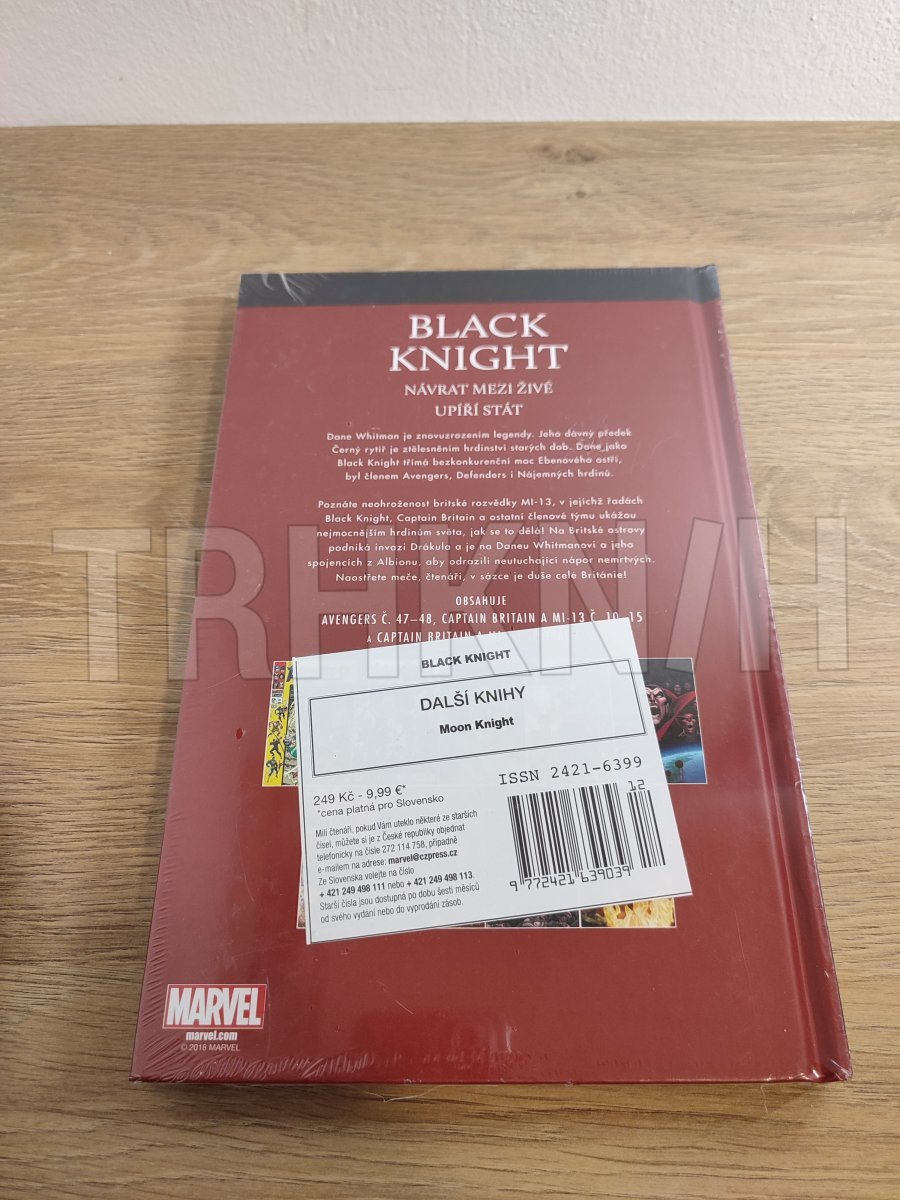 BLACK
KNIGHT
NÁVRAT MEZI ŽIVÉ
UPÍŘÍ STÁT
Dane Whitman je znovuzrozením legendy. Jeho dávný předek
Černý rytíř je ztělesněním hrdinství starých dob. Dane jako
Black Knight třímá bezkonkurenční moc Ebenového ostří,
byl členem Avengers, Defenders i Nájemných hrdinů.
Poznáte neohroženost britské rozvědky MI-13, v jejíchž řadách
Black Knight, Captain Britain a ostatní členové týmu ukážou
nejmocnějším hrdinům světa, jak se to dělá! Na Britské ostrovy
podniká invazi Drákula a je na Daneu Whitmanovi a jeho
spojencích z Albionu, aby odrazili neutuchající nápor nemrtvých.
Naostřete meče, čtenáři, v sázce je duše celé Británie!
OBSAHUJE
AVENGERS Č. 47–48, CAPTAIN BRITAIN A MI-13 Č. 10–15
A CAPTAIN BRITAIN A
TRHKNIH
BLACK KNIGHT
DALŠÍ KNIHY
Moon Knight
249 Kč - 9,99 €*
*cena platná pro Slovensko
Milí čtenáři, pokud Vám uteklo některé ze starších
čísel, můžete si je z České republiky objednat
telefonicky na čísle 272 114 758, případně
e-mailem na adrese: marvel@czpress.cz
Ze Slovenska volejte na číslo
+ 421 249 498 111 nebo + 421 249 498 113.
Starší čísla jsou dostupná po dobu šesti měsíců
od svého vydání nebo do vyprodání zásob.
ISSN 2421-6399
12
9 772421 639039
MARVEL
marvel.com
© 2018 MARVEL